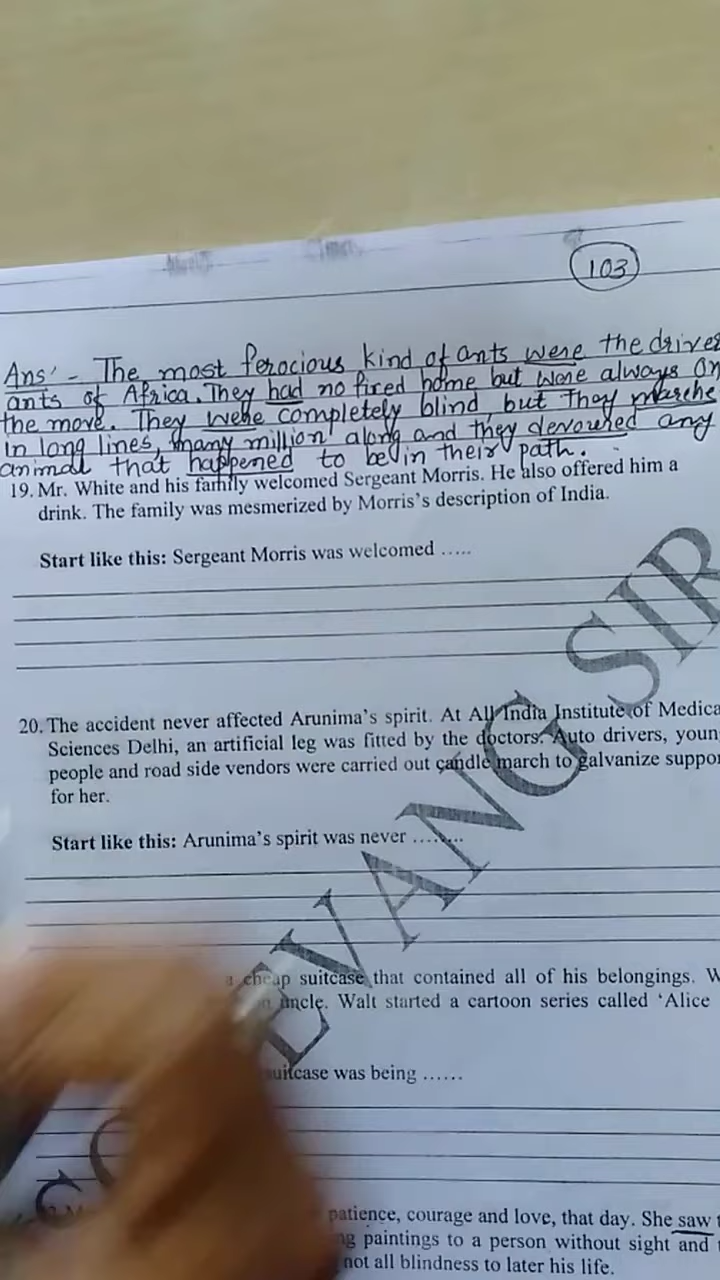 103
Ans' - The most ferocious kind of ants were the driver
ants of Africa. They had no fired home but were always on
the move. They were completely blind, but They marche
In long lines, many million along and they devoured any
animal that happened to be in their path.
19. Mr. White and his family welcomed Sergeant Morris. He also offered him a
drink. The family was mesmerized by Morris's description of India.
Start like this: Sergeant Morris was welcomed .....
20. The accident never affected Arunima's spirit. At All India Institute of Medica
Sciences Delhi, an artificial leg was fitted by the doctors. Auto drivers, youn
people and road side vendors were carried out candle march to galvanize suppor
for her.
Start like this: Arunima's spirit was never ........
a cheap suitcase that contained all of his belongings. W
uncle. Walt started a cartoon series called 'Alice
uitcase was being ......
patience, courage and love, that day. She saw t
ng paintings to a person without sight and
not all blindness to later his life.
EVANG SIR